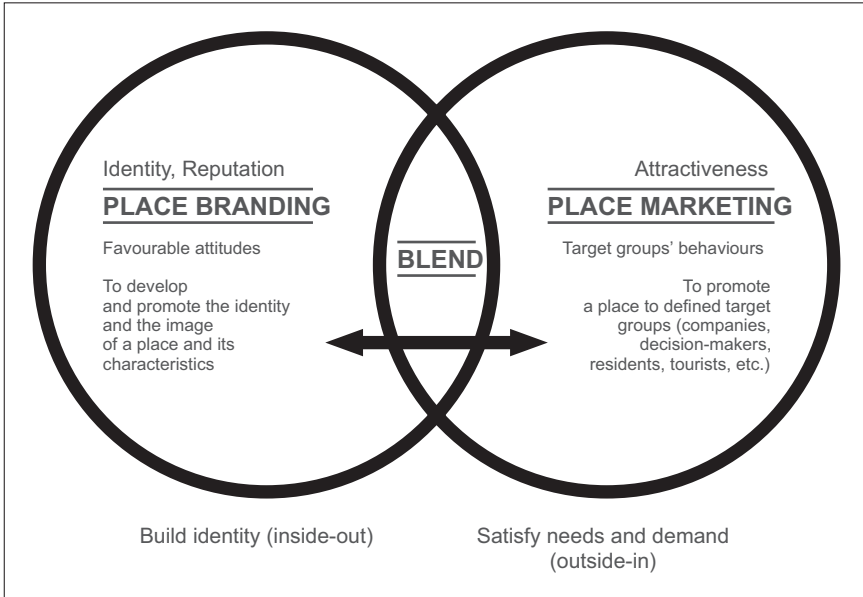 Identity, Reputation
PLACE BRANDING
Favourable attitudes
To develop
and promote the identity
and the image
of a place and its
characteristics
BLEND
Attractiveness
PLACE MARKETING
Target groups' behaviours
To promote
a place to defined target
groups (companies,
decision-makers,
residents, tourists, etc.)
Build identity (inside-out)
Satisfy needs and demand
(outside-in)